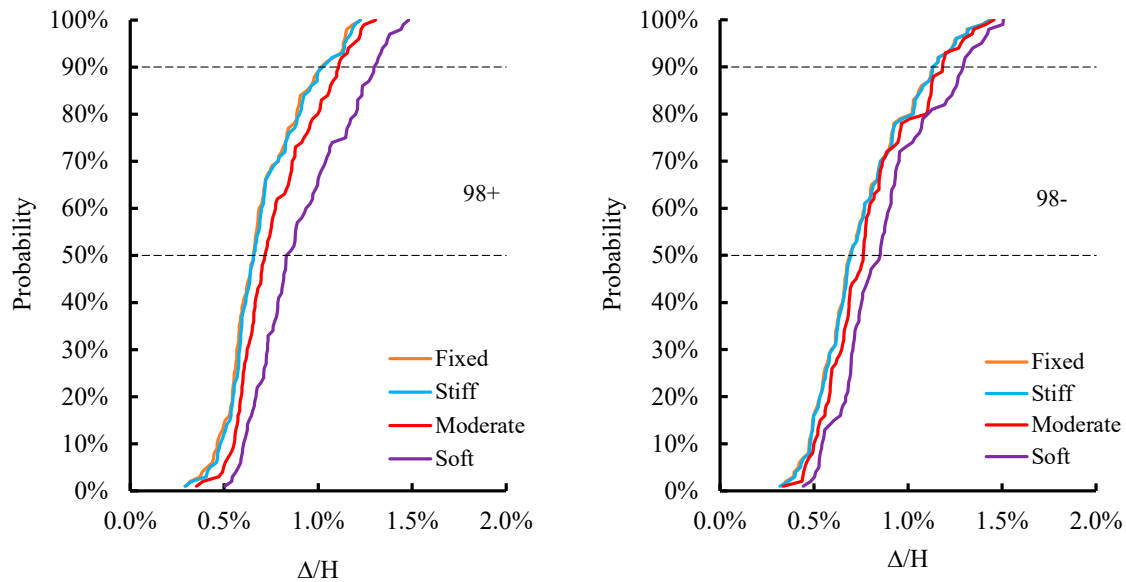 100%
90%
80%
70%
60%
50%
40%
30%
20%
10%
0%
Probability
98+
Fixed
Stiff
Moderate
Soft
0.0% 0.5% 1.0% 1.5% 2.0%
Δ/H
100%
90%
80%
70%
60%
50%
40%
30%
20%
10%
0%
Probability
98-
Fixed
Stiff
Moderate
Soft
0.0% 0.5% 1.0% 1.5% 2.0%
Δ/H